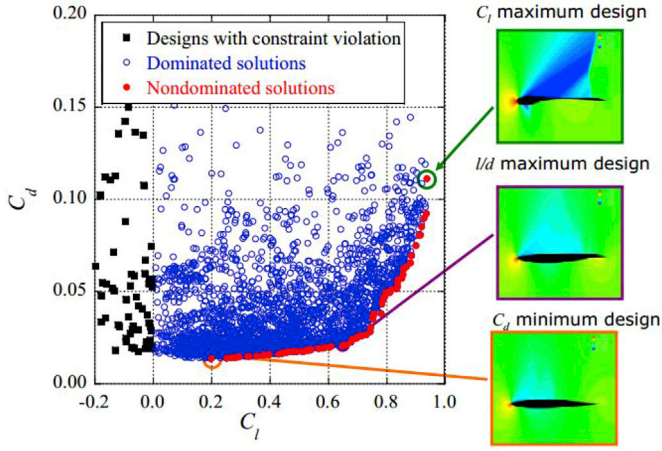 0.20
Designs with constraint violation
Dominated solutions
Nondominated solutions
0.15
0.10
0.05
0.00
C_d
-0.2 0.0 0.2 0.4 0.6 0.8 1.0
C_l
C_l maximum design
l/d maximum design
C_d minimum design